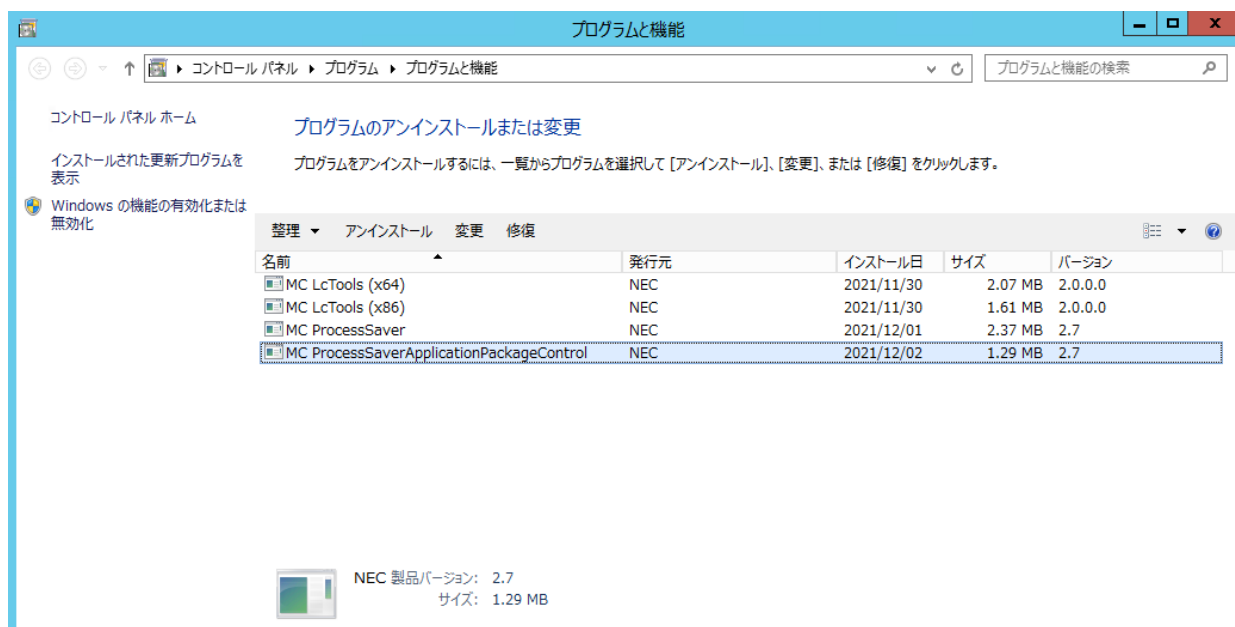 プログラムと機能
コントロール パネル プログラム プログラムと機能
プログラムと機能の検索
コントロール パネル ホーム
インストールされた更新プログラムを
表示
Windows の機能の有効化または
無効化
プログラムのアンインストールまたは変更
プログラムをアンインストールするには、一覧からプログラムを選択して [アンインストール]、[変更]、または [修復] をクリックします。
整理 アンインストール 変更 修復
名前 発行元 インストール日 サイズ バージョン
MC LcTools (x64) NEC 2021/11/30 2.07 MB 2.0.0.0
MC LcTools (x86) NEC 2021/11/30 1.61 MB 2.0.0.0
MC ProcessSaver NEC 2021/12/01 2.37 MB 2.7
MC ProcessSaverApplicationPackageControl NEC 2021/12/02 1.29 MB 2.7
NEC 製品バージョン: 2.7
サイズ: 1.29 MB